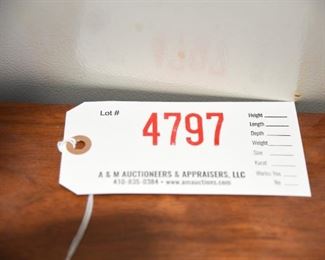 Lot #
4797
Height
Length
Depth
Weight
Size
Karat
Marks: Yes
No
A & M AUCTIONEERS & APPRAISERS, LLC
410-835-0384 • www.amauctions.com